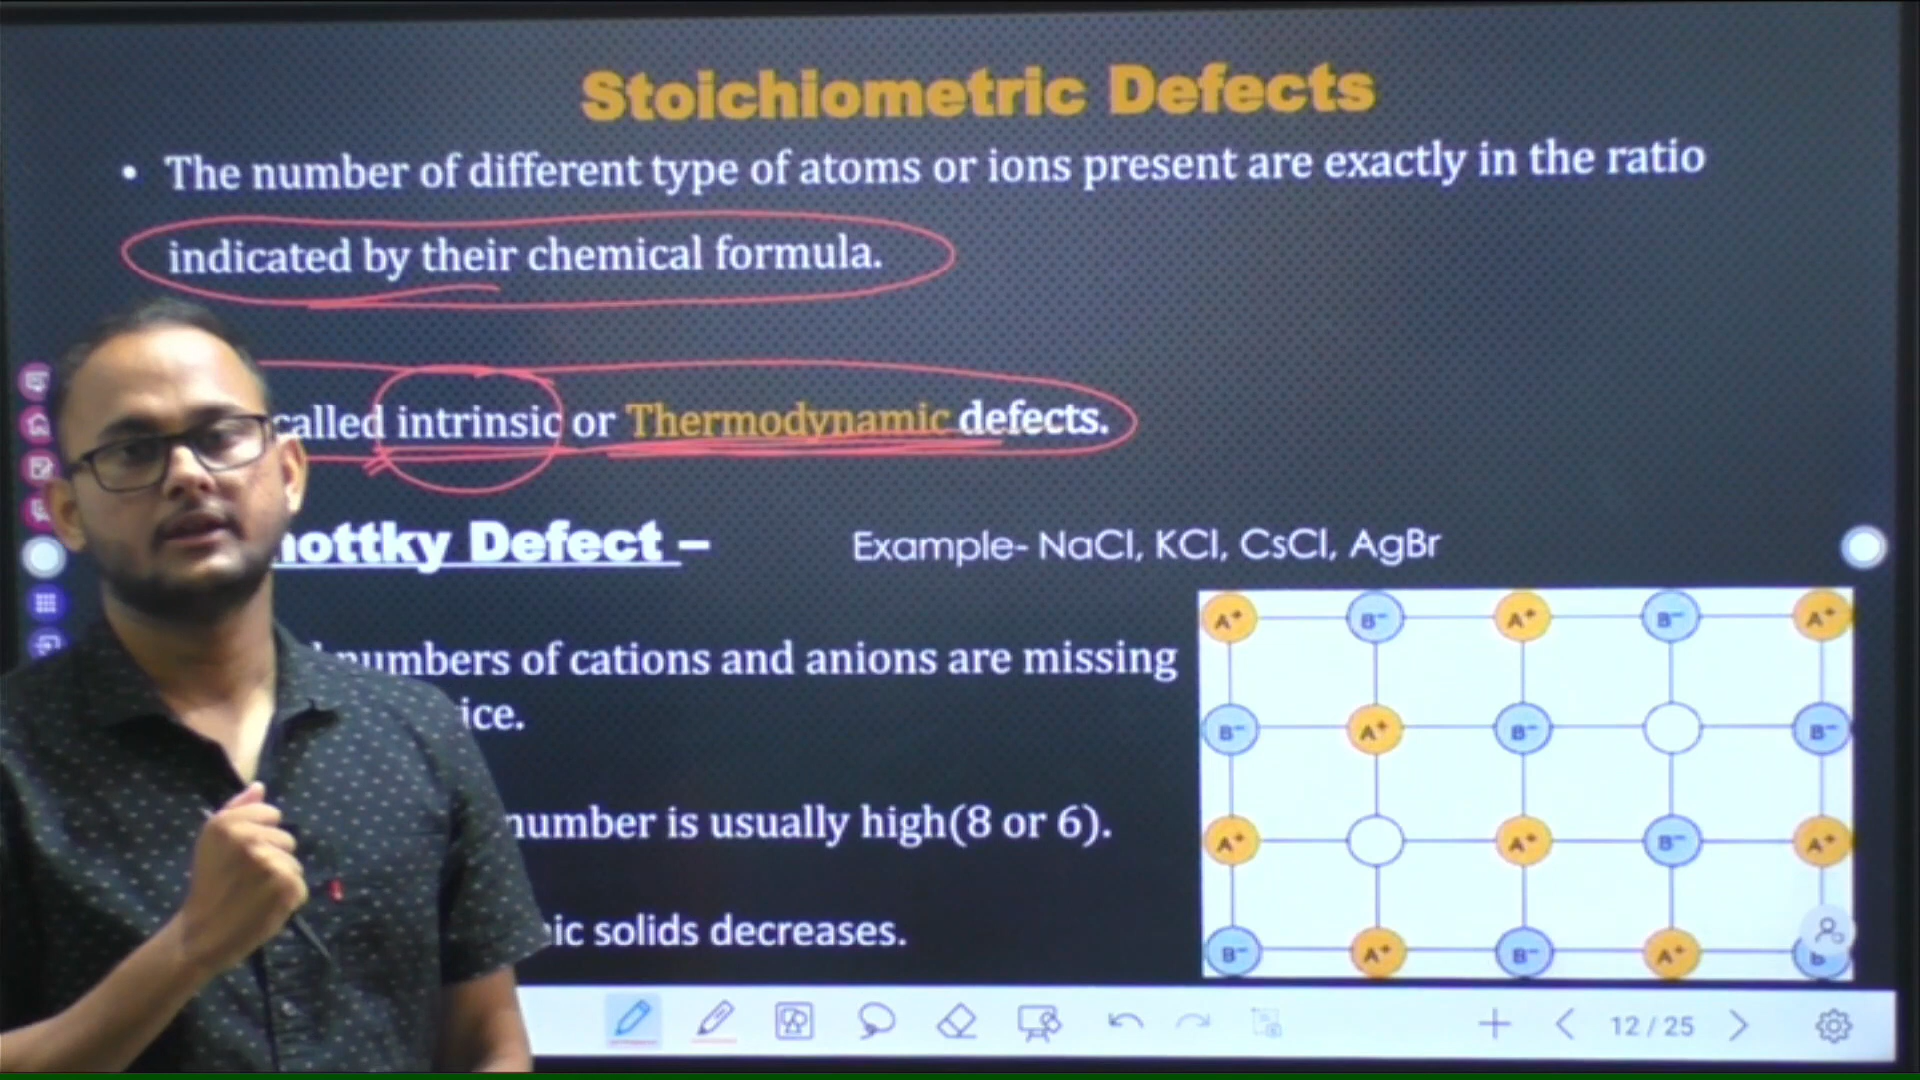 Stoichiometric Defects
• The number of different type of atoms or ions present are exactly in the ratio
indicated by their chemical formula.
called intrinsic or Thermodynamic defects.
hottky Defect – Example- NaCl, KCl, CsCl, AgBr
numbers of cations and anions are missing
ice.
number is usually high(8 or 6).
ic solids decreases.
A⁺ B⁻ A⁺ B⁻ A⁺
B⁻ A⁺ B⁻ B⁻
A⁺ A⁺ B⁻ A⁺
B⁻ A⁺ B⁻ A⁺
12/25